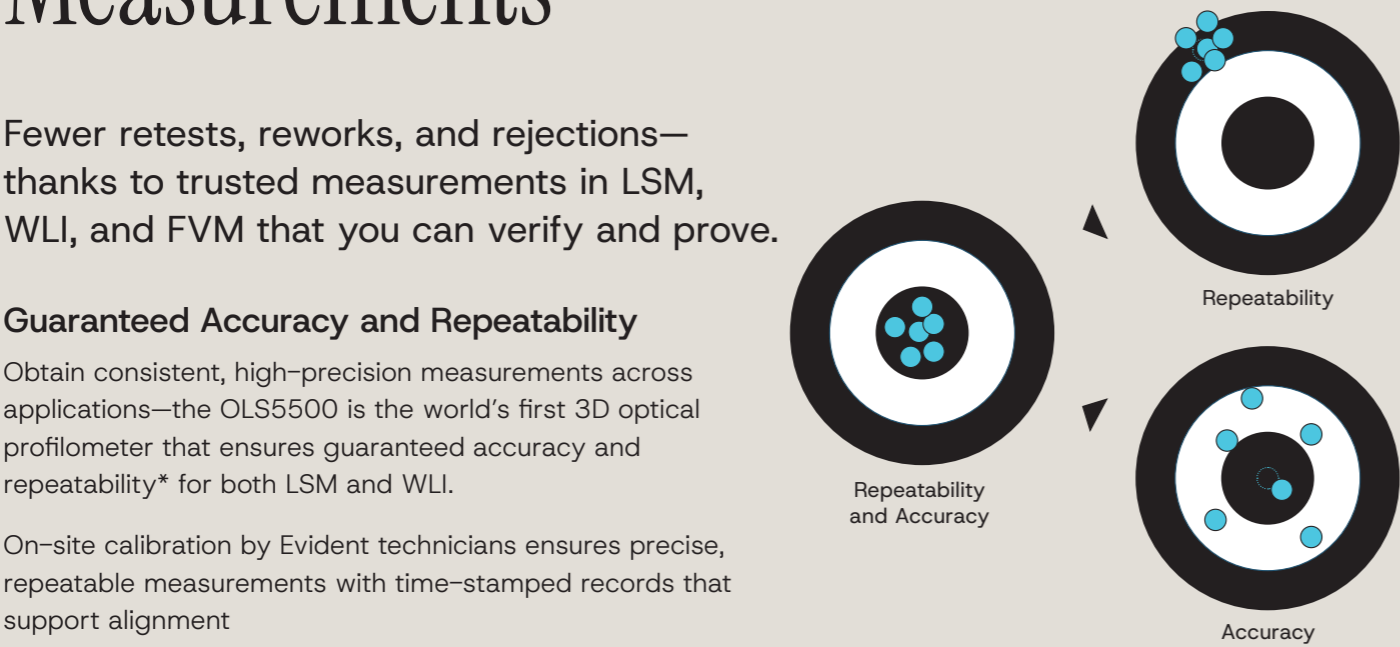 Measurements
Fewer retests, reworks, and rejections—
thanks to trusted measurements in LSM,
WLI, and FVM that you can verify and prove.
Guaranteed Accuracy and Repeatability
Obtain consistent, high-precision measurements across
applications—the OLS5500 is the world’s first 3D optical
profilometer that ensures guaranteed accuracy and
repeatability* for both LSM and WLI.
On-site calibration by Evident technicians ensures precise,
repeatable measurements with time-stamped records that
support alignment
Repeatability
and Accuracy
Repeatability
Accuracy